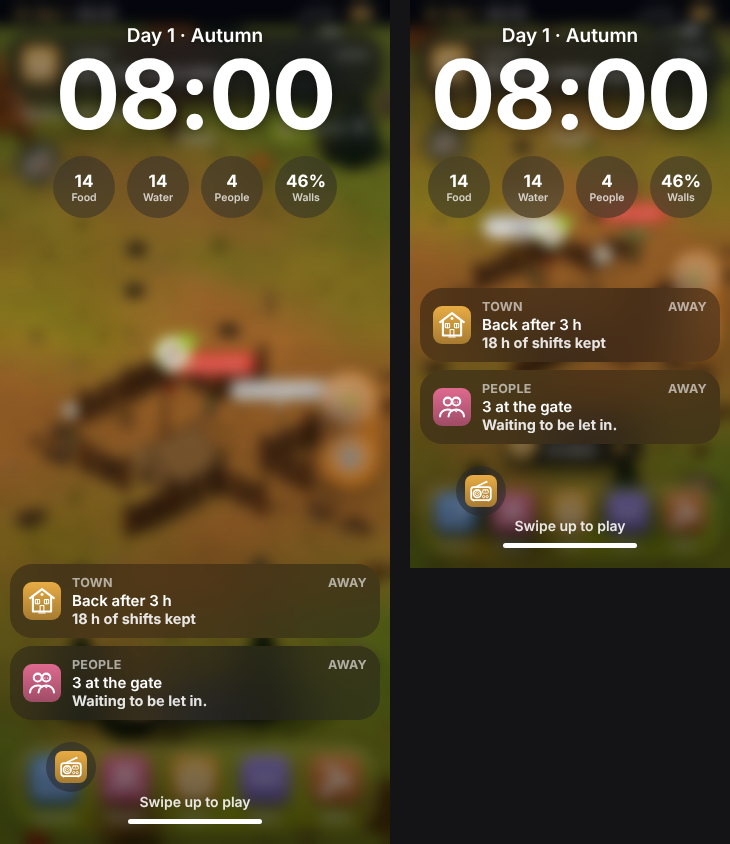 Day 1 · Autumn
08:00
14 Food
14 Water
4 People
46% Walls
TOWN AWAY
Back after 3 h
18 h of shifts kept
PEOPLE AWAY
3 at the gate
Waiting to be let in.
Swipe up to play
Day 1 · Autumn
08:00
14 Food
14 Water
4 People
46% Walls
TOWN AWAY
Back after 3 h
18 h of shifts kept
PEOPLE AWAY
3 at the gate
Waiting to be let in.
Swipe up to play